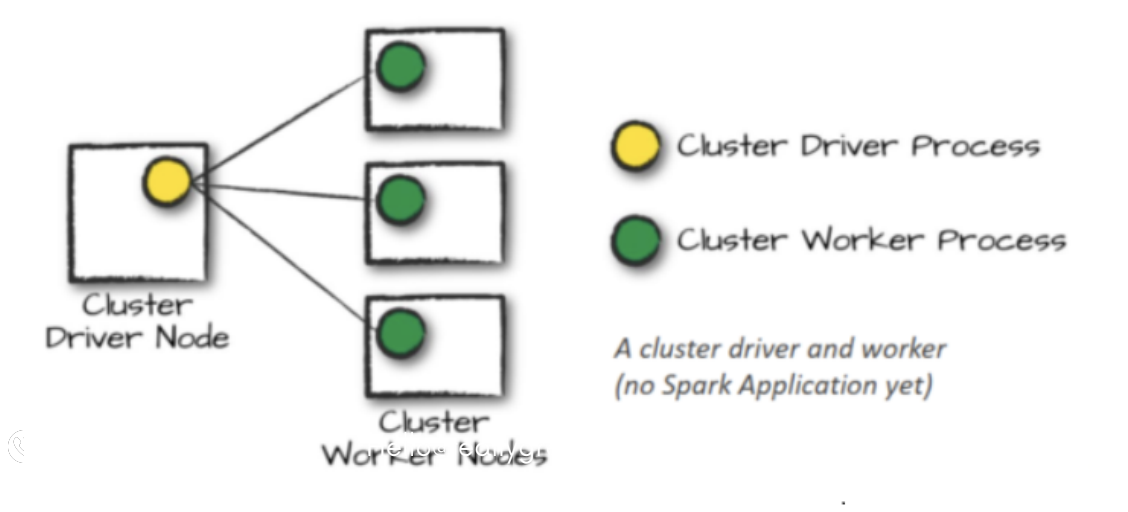 Cluster
Driver Node
Cluster
Worker Nodes
Cluster Driver Process
Cluster Worker Process
A cluster driver and worker
(no Spark Application yet)